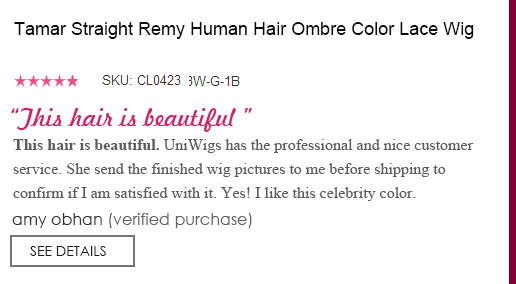 Tamar Straight Remy Human Hair Ombre Color Lace Wig
SKU: CL0423 3W-G-1B
“This hair is beautiful ”
This hair is beautiful. UniWigs has the professional and nice customer
service. She send the finished wig pictures to me before shipping to
confirm if I am satisfied with it. Yes! I like this celebrity color.
amy obhan (verified purchase)
SEE DETAILS